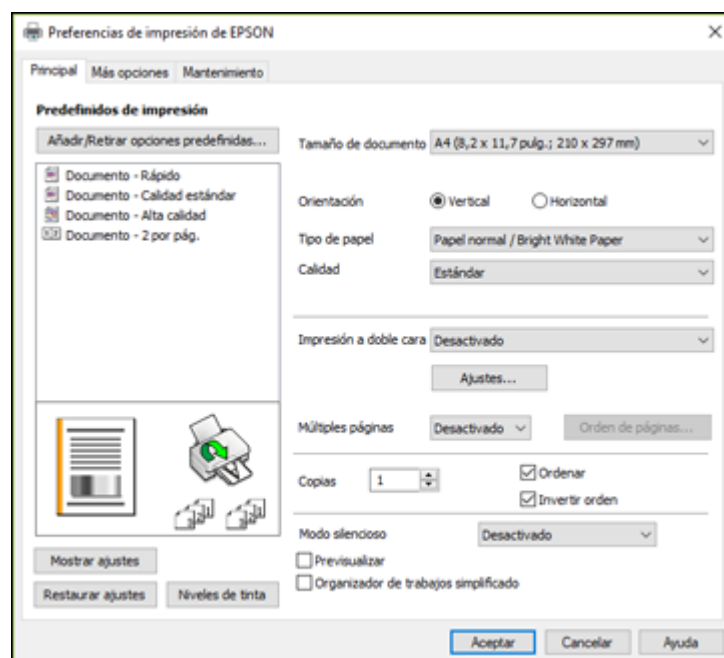 Preferencias de impresión de EPSON
Principal
Más opciones
Mantenimiento
Predefinidos de impresión
Añadir/Retirar opciones predefinidas...
Documento - Rápido
Documento - Calidad estándar
Documento - Alta calidad
Documento - 2 por pág.
Mostrar ajustes
Restaurar ajustes
Niveles de tinta
Tamaño de documento
A4 (8,2 x 11,7 pulg.; 210 x 297 mm)
Orientación
Vertical
Horizontal
Tipo de papel
Papel normal / Bright White Paper
Calidad
Estándar
Impresión a doble cara
Desactivado
Ajustes...
Múltiples páginas
Desactivado
Orden de páginas...
Copias
1
Ordenar
Invertir orden
Modo silencioso
Desactivado
Previsualizar
Organizador de trabajos simplificado
Aceptar
Cancelar
Ayuda